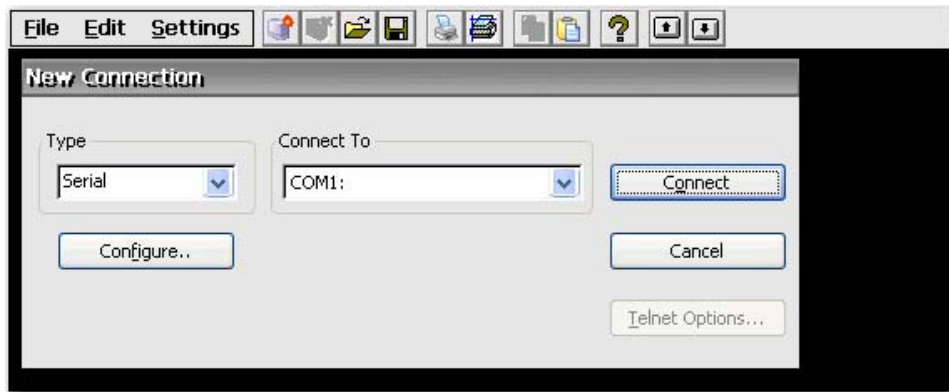 File Edit Settings
New Connection
Type Connect To
Serial COM1: Connect
Configure.. Cancel
Telnet Options...